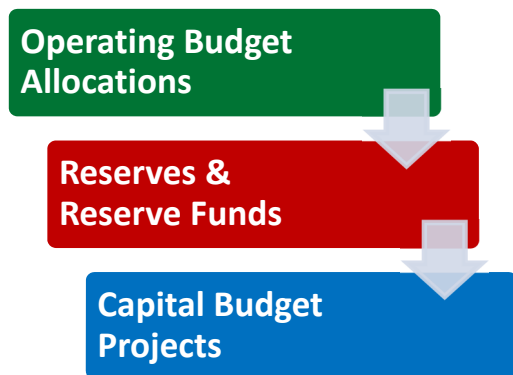 Operating Budget
Allocations
Reserves &
Reserve Funds
Capital Budget
Projects